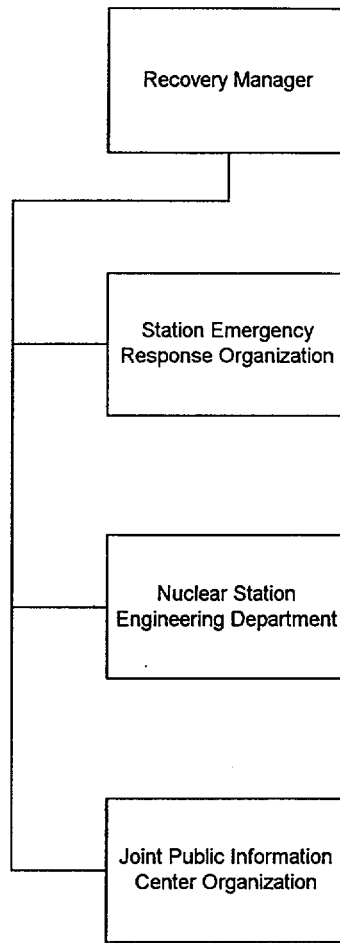 Recovery Manager
Station Emergency
Response Organization
Nuclear Station
Engineering Department
Joint Public Information
Center Organization